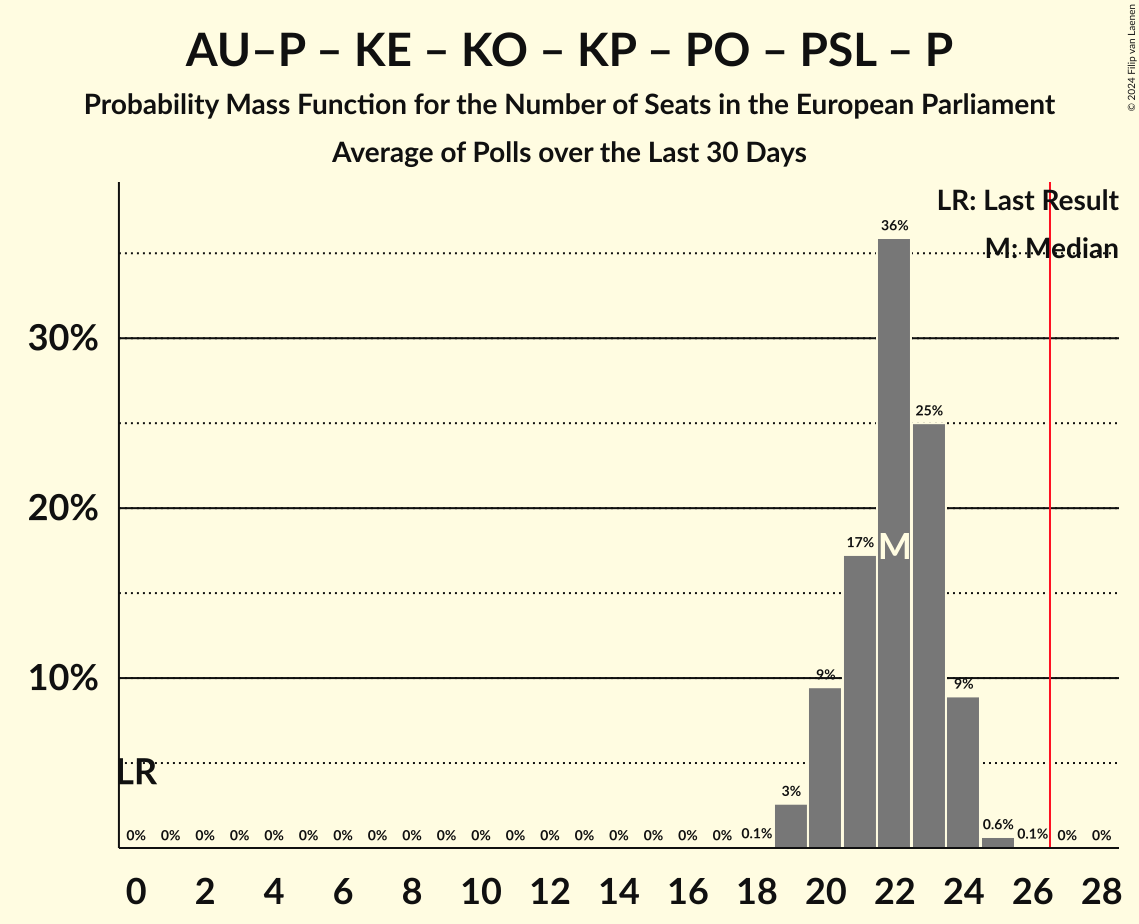 AU–P – KE – KO – KP – PO – PSL – P
Probability Mass Function for the Number of Seats in the European Parliament
Average of Polls over the Last 30 Days
© 2024 Filip van Laenen
LR: Last Result
M: Median
30%
20%
10%
36%
25%
17%
M
9%
9%
LR
3%
0% 0% 0% 0% 0% 0% 0% 0% 0% 0% 0% 0% 0% 0% 0% 0% 0% 0% 0.1% 0.6% 0.1% 0% 0%
0 2 4 6 8 10 12 14 16 18 20 22 24 26 28